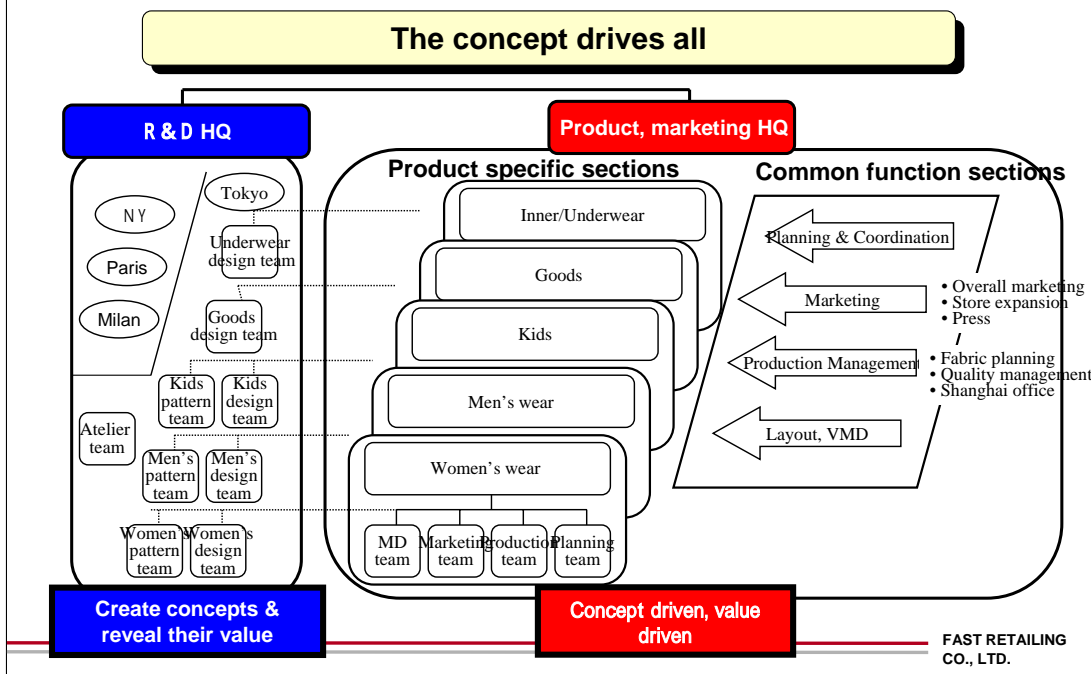 The concept drives all
R & D HQ
Product, marketing HQ
Product specific sections
Common function sections
NY
Paris
Milan
Tokyo
Underwear
design team
Goods
design team
Kids
pattern
team
Kids
design
team
Atelier
team
Men's
pattern
team
Men's
design
team
Women's
pattern
team
Women's
design
team
Inner/Underwear
Goods
Kids
Men's wear
Women's wear
MD
team
Marketing
team
Production
team
Planning
team
Planning & Coordination
Marketing
• Overall marketing
• Store expansion
• Press
Production Management
• Fabric planning
• Quality management
• Shanghai office
Layout, VMD
Create concepts &
reveal their value
Concept driven, value
driven
FAST RETAILING
CO., LTD.